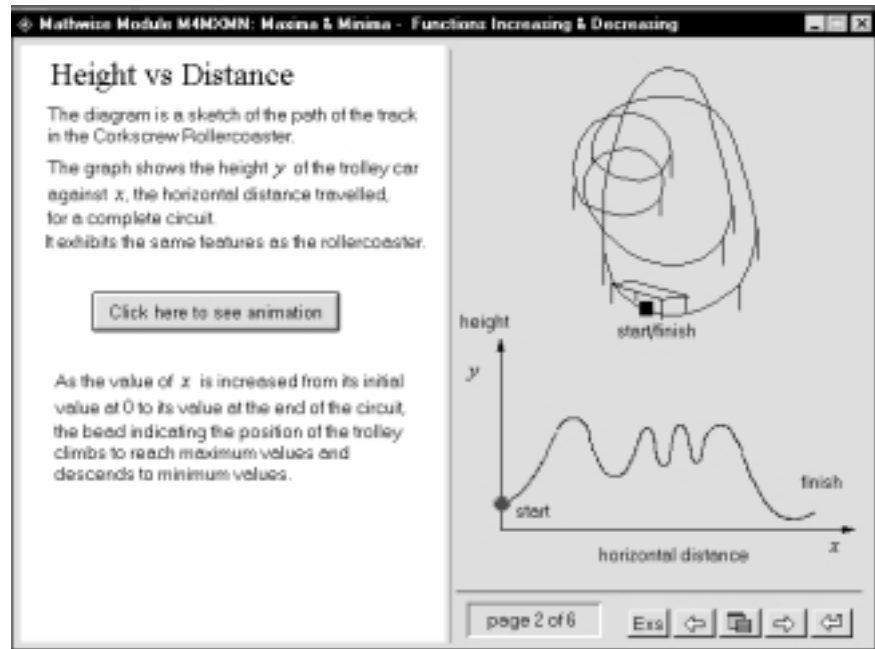 Mathwise Module M4MXMN: Maxima & Minima - Functions Increasing & Decreasing
Height vs Distance
The diagram is a sketch of the path of the track
in the Corkscrew Rollercoaster.
The graph shows the height y of the trolley car
against x, the horizontal distance travelled,
for a complete circuit.
It exhibits the same features as the rollercoaster.
Click here to see animation
As the value of x is increased from its initial
value at 0 to its value at the end of the circuit,
the bead indicating the position of the trolley
climbs to reach maximum values and
descends to minimum values.
start/finish
height
y
start
finish
x
horizontal distance
page 2 of 6
Exs